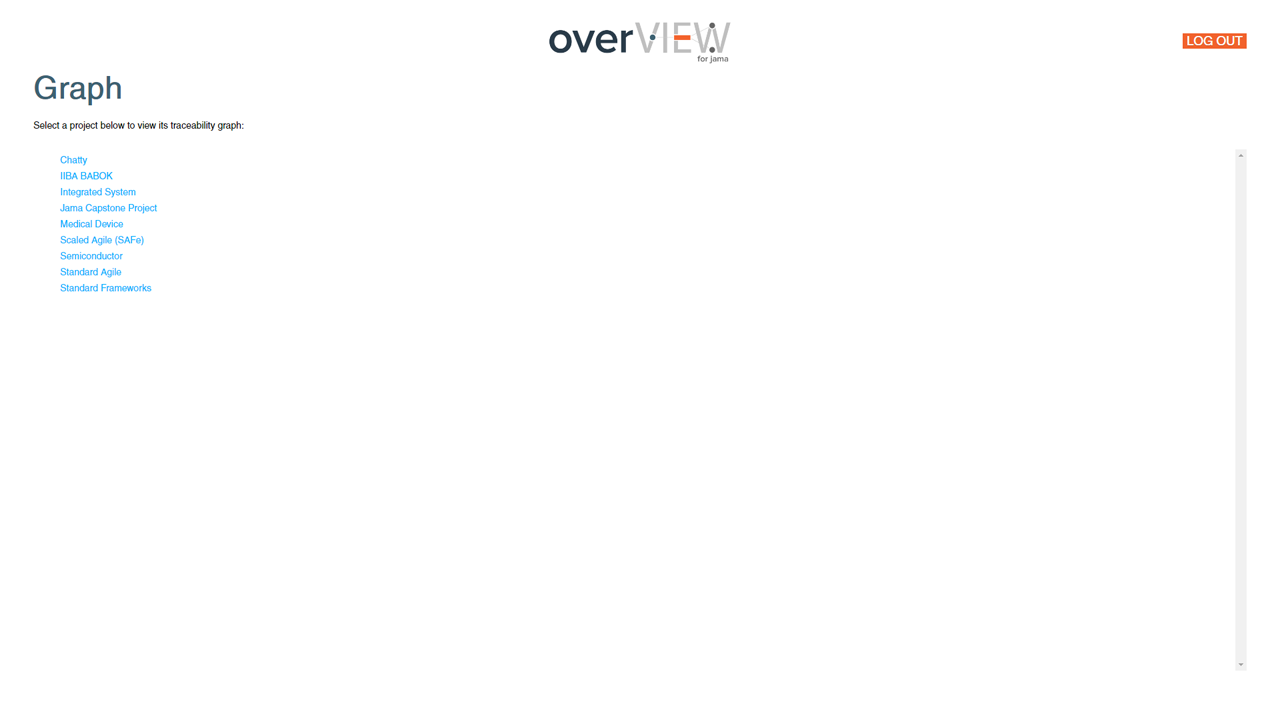 overVIEW
for jama
LOG OUT
Graph
Select a project below to view its traceability graph:
Chatty
IIBA BABOK
Integrated System
Jama Capstone Project
Medical Device
Scaled Agile (SAFe)
Semiconductor
Standard Agile
Standard Frameworks